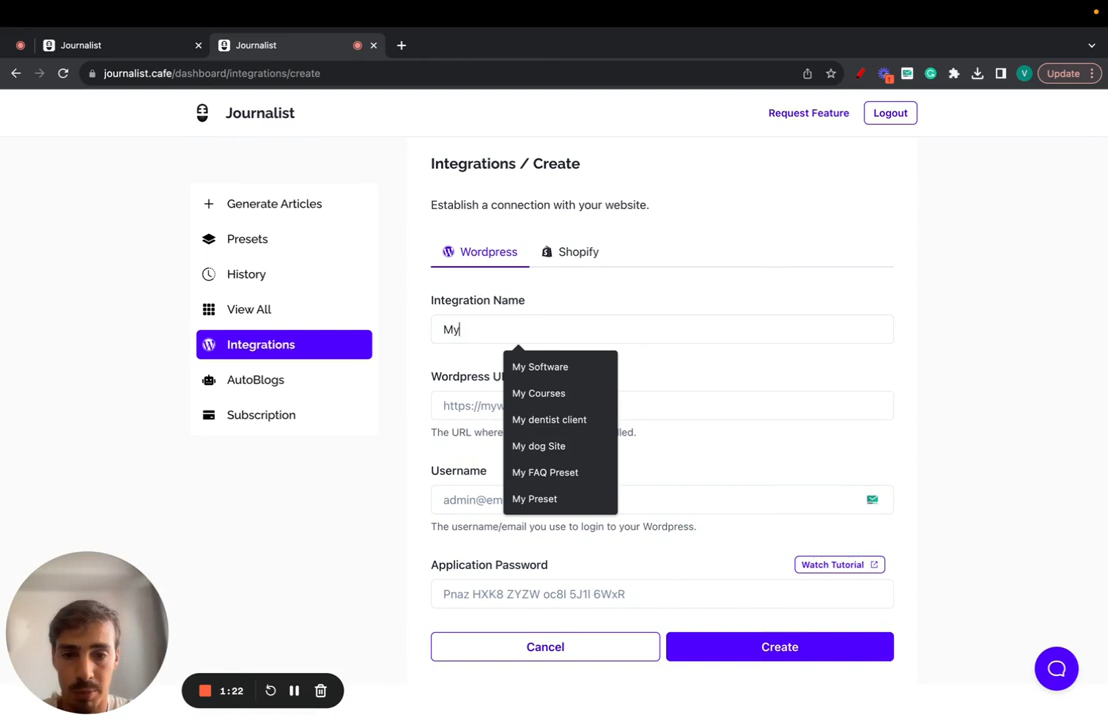 Journalist
Journalist
journalist.cafe/dashboard/integrations/create
1
V
Update
Journalist
Request Feature
Logout
Generate Articles
Presets
History
View All
Integrations
AutoBlogs
Subscription
Integrations / Create
Establish a connection with your website.
Wordpress
Shopify
Integration Name
My
My Software
My Courses
My dentist client
My dog Site
My FAQ Preset
My Preset
Wordpress U
https://myw
The URL where
led.
Username
admin@em
The username/email you use to login to your Wordpress.
Application Password
Watch Tutorial
Pnaz HXK8 ZYZW oc8I 5J1I 6WxR
Cancel
Create
1:22